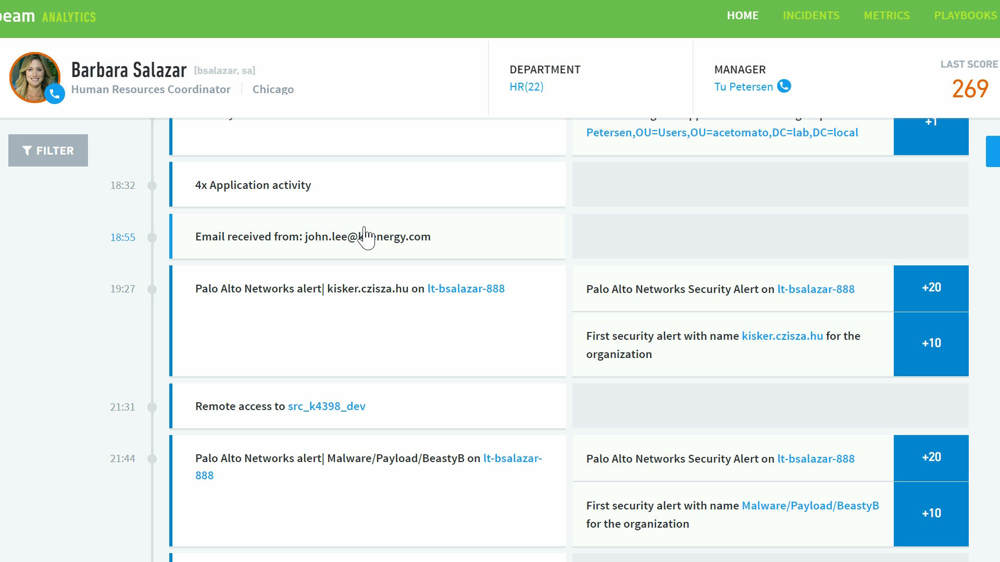 beam ANALYTICS
HOME INCIDENTS METRICS PLAYBOOKS
Barbara Salazar [bsalazar, sa]
Human Resources Coordinator Chicago
DEPARTMENT
HR(22)
MANAGER
Tu Petersen
LAST SCORE
269
FILTER
Petersen,OU=Users,OU=acetomato,DC=lab,DC=local
+1
18:32 4x Application activity
18:55 Email received from:
19:27 Palo Alto Networks alert| kisker.czisza.hu on lt-bsalazar-888
Palo Alto Networks Security Alert on lt-bsalazar-888 +20
First security alert with name kisker.czisza.hu for the
organization
+10
21:31 Remote access to src_k4398_dev
21:44 Palo Alto Networks alert| Malware/Payload/BeastyB on lt-bsalazar-
888
Palo Alto Networks Security Alert on lt-bsalazar-888 +20
First security alert with name Malware/Payload/BeastyB
for the organization
+10